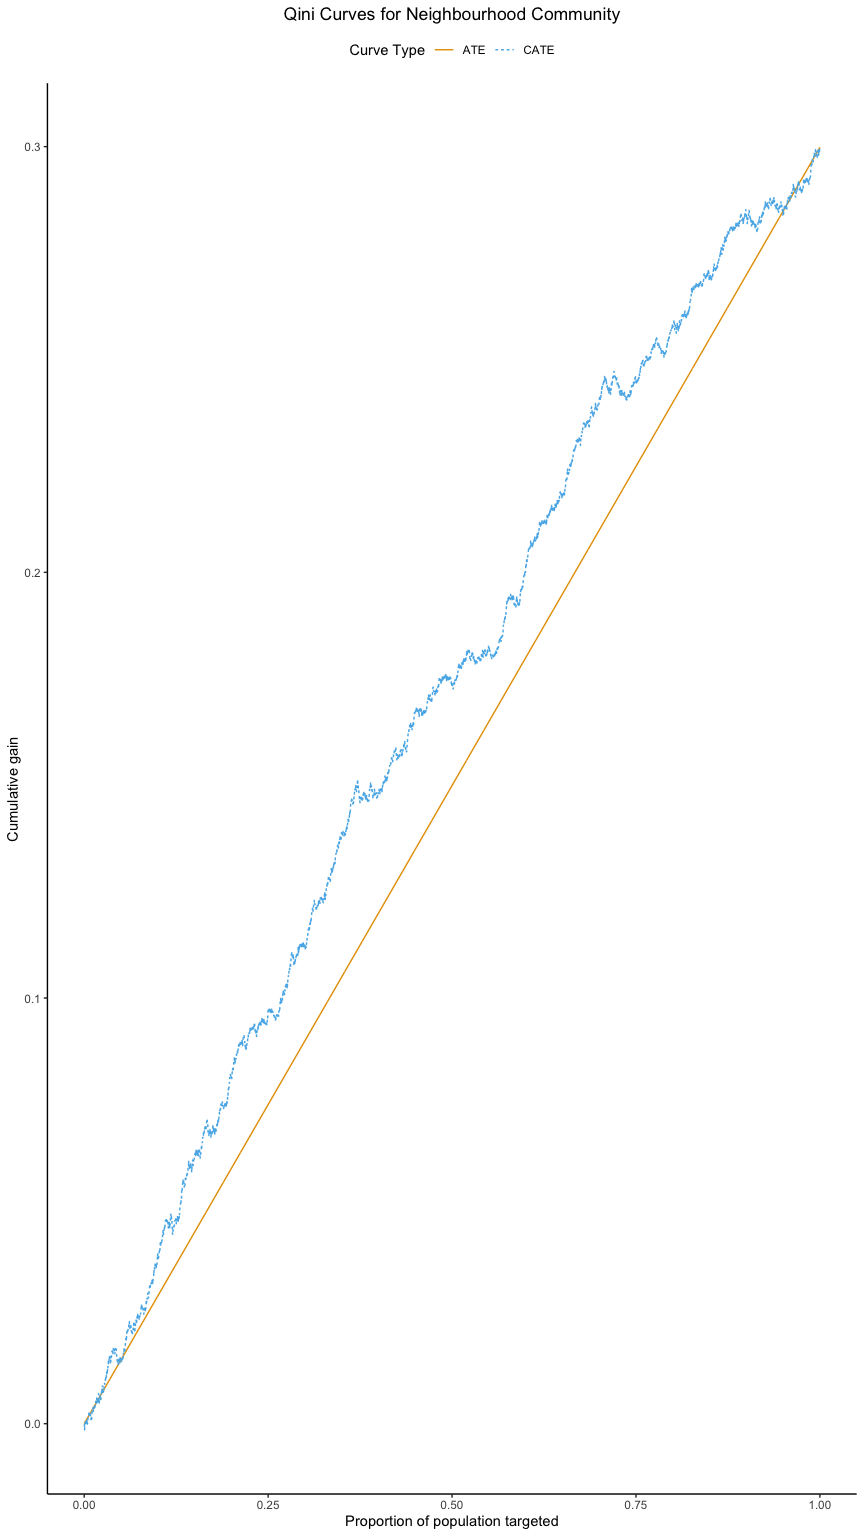 Qini Curves for Neighbourhood Community
Curve Type ATE CATE
0.3
0.2
0.1
0.0
Cumulative gain
0.00 0.25 0.50 0.75 1.00
Proportion of population targeted